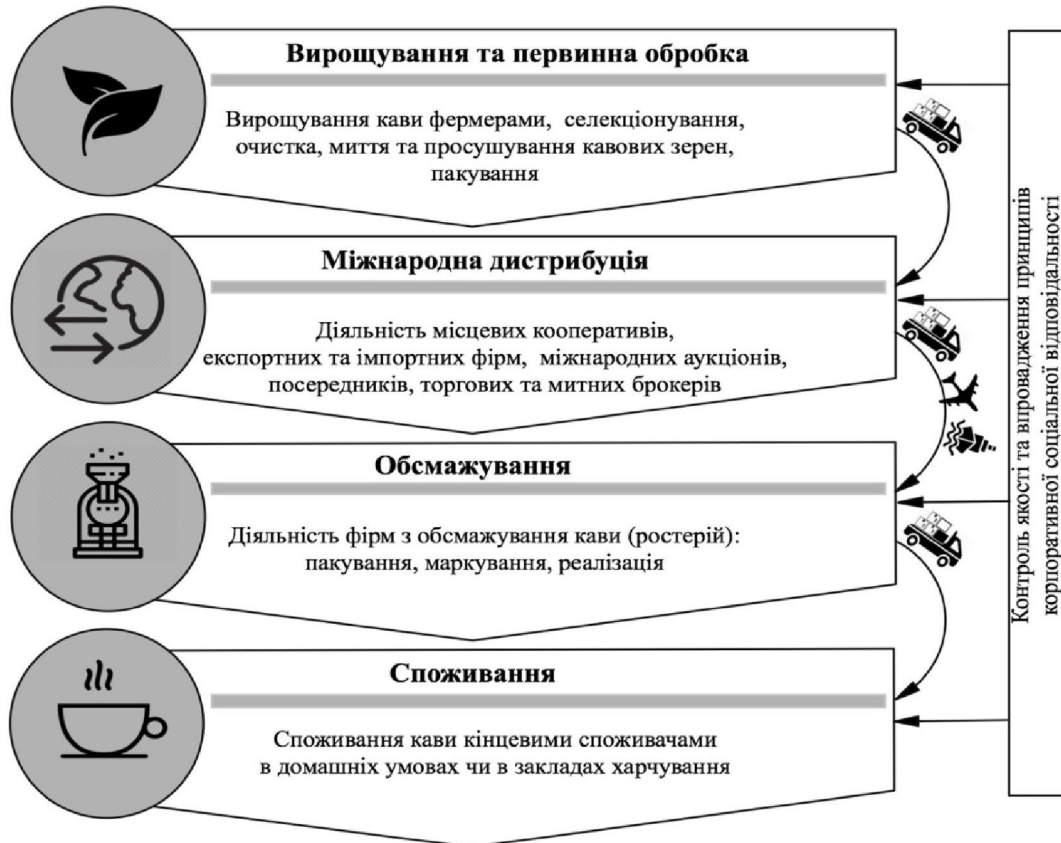 Вирощування та первинна обробка
Вирощування кави фермерами, селекціонування,
очистка, миття та просушування кавових зерен,
пакування
Міжнародна дистрибуція
Діяльність місцевих кооперативів,
експортних та імпортних фірм, міжнародних аукціонів,
посередників, торгових та митних брокерів
Обсмажування
Діяльність фірм з обсмажування кави (ростерій):
пакування, маркування, реалізація
Споживання
Споживання кави кінцевими споживачами
в домашніх умовах чи в закладах харчування
Контроль якості та впровадження принципів
корпоративної соціальної відповідальності